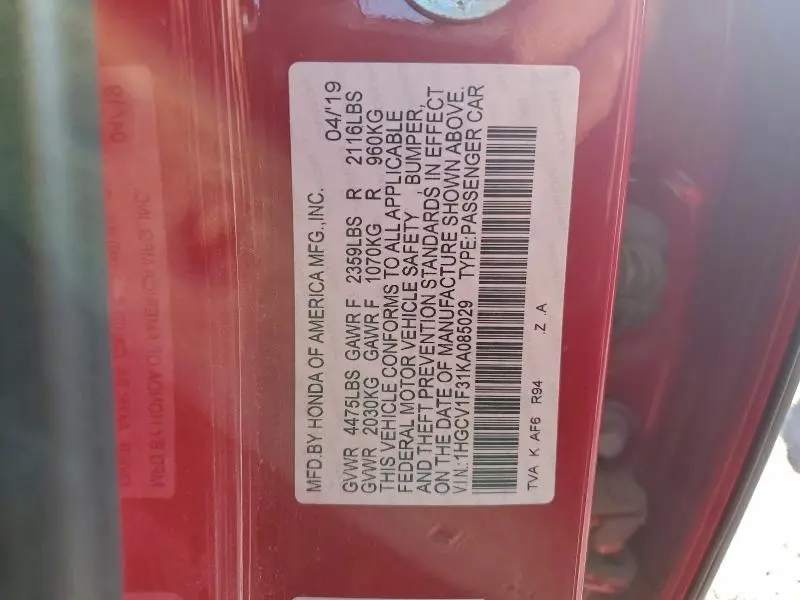 MFD.BY HONDA OF AMERICA MFG.,INC. 04/'19
GVWR 4475LBS GAWR F 2359LBS R 2116LBS
GVWR 2030KG GAWR F 1070KG R 960KG
THIS VEHICLE CONFORMS TO ALL APPLICABLE
FEDERAL MOTOR VEHICLE SAFETY , BUMPER,
AND THEFT PREVENTION STANDARDS IN EFFECT
ON THE DATE OF MANUFACTURE SHOWN ABOVE.
V.I.N.:1HGCV1F31KA085029 TYPE:PASSENGER CAR
TVA K AF6 R94 .Z .A